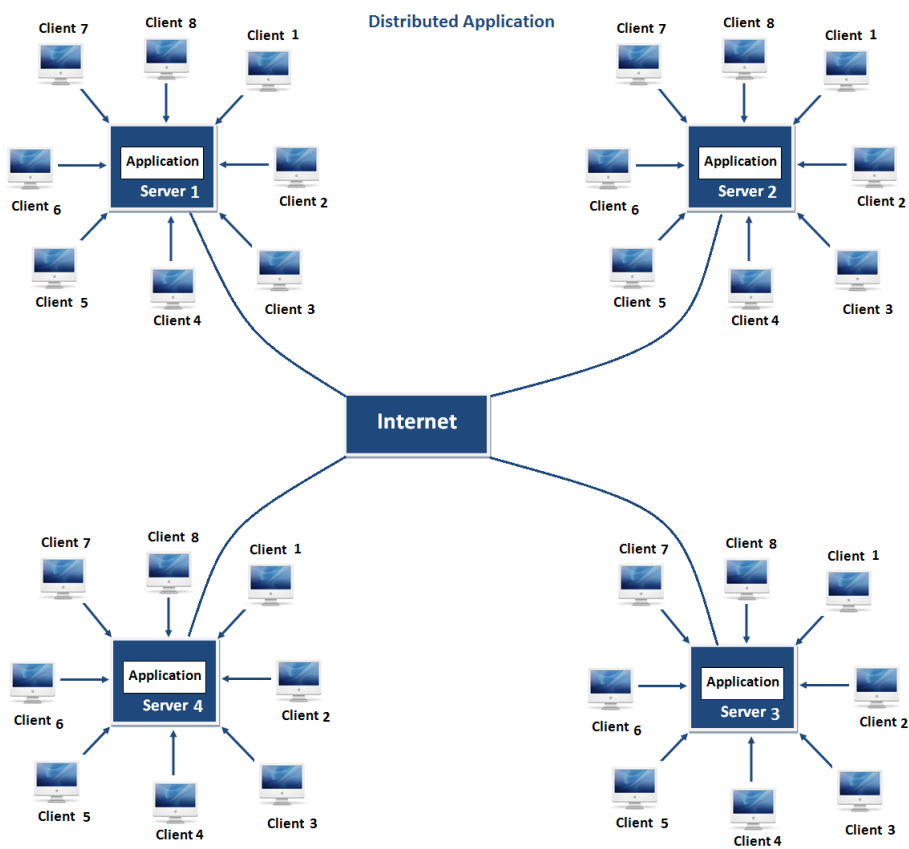 Distributed Application
Client 7
Client 8
Client 1
Application
Server 1
Client 6
Client 2
Client 5
Client 4
Client 3
Client 7
Client 8
Client 1
Application
Server 2
Client 6
Client 2
Client 5
Client 4
Client 3
Internet
Client 7
Client 8
Client 1
Application
Server 4
Client 6
Client 2
Client 5
Client 4
Client 3
Client 7
Client 8
Client 1
Application
Server 3
Client 6
Client 2
Client 5
Client 4
Client 3